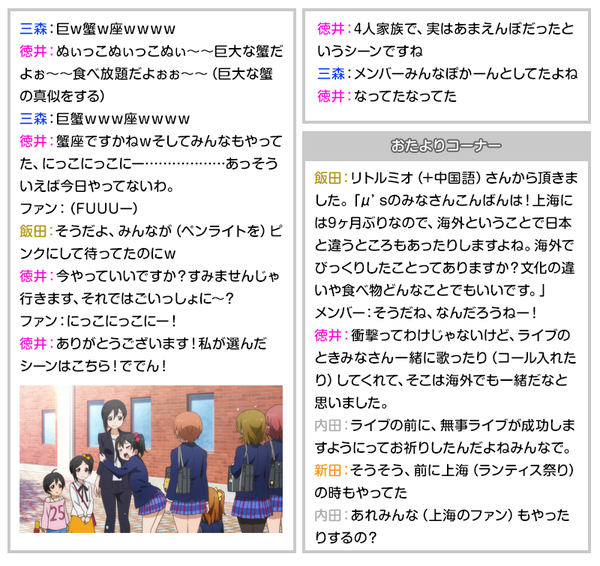 三森：巨ｗ蟹ｗ座ｗｗｗｗ
徳井：ぬぃっこぬぃっこぬぃ～～巨大な蟹だ
よぉ～～食べ放題だよぉぉ～～（巨大な蟹
の真似をする）
三森：巨蟹ｗｗｗ座ｗｗｗｗ
徳井：蟹座ですかねｗそしてみんなもやって
た、にっこにっこにー………………あっそう
いえば今日やってないわ。
ファン：（FUUUー）
飯田：そうだよ、みんなが（ペンライトを）ピ
ンクにして待ってたのにｗ
徳井：今やっていいですか？すみませんじゃ
行きます、それではごいっしょに～？
ファン：にっこにっこにー！
徳井：ありがとうございます！私が選んだ
シーンはこちら！ででん！
25
徳井：4人家族で、実はあまえんぼだったと
いうシーンですね
三森：メンバーみんなぽかーんとしてたよね
徳井：なってたなってた
おたよりコーナー
飯田：リトルミオ（＋中国語）さんから頂きま
した。「μ’sのみなさんこんばんは！上海に
は9ヶ月ぶりなので、海外ということで日本
と違うところもあったりしますよね。海外で
びっくりしたことってありますか？文化の違
いや食べ物どんなことでもいいです。」
メンバー：そうだね、なんだろうねー！
徳井：衝撃ってわけじゃないけど、ライブの
ときみなさん一緒に歌ったり（コール入れた
り）してくれて、そこは海外でも一緒だなと
思いました。
内田：ライブの前に、無事ライブが成功しま
すようにってお祈りしたんだよねみんなで。
新田：そうそう、前に上海（ランティス祭り）
の時もやってた
内田：あれみんな（上海のファン）もやった
りするの？